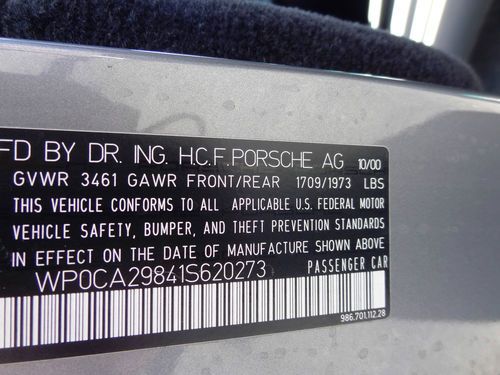 FD BY DR. ING. H.C.F. PORSCHE AG 10/00
GVWR 3461 GAWR FRONT/REAR 1709/1973 LBS
THIS VEHICLE CONFORMS TO ALL APPLICABLE U.S. FEDERAL MOTOR
VEHICLE SAFETY, BUMPER, AND THEFT PREVENTION STANDARDS
IN EFFECT ON THE DATE OF MANUFACTURE SHOWN ABOVE
WP0CA29841S620273 PASSENGER CAR
986.701.112.28